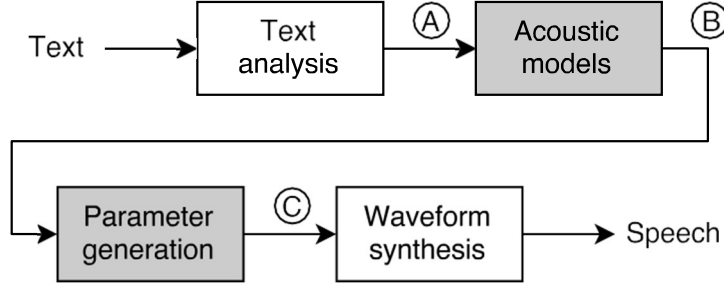 Text
Text
analysis
A
Acoustic
models
B
Parameter
generation
C
Waveform
synthesis
Speech